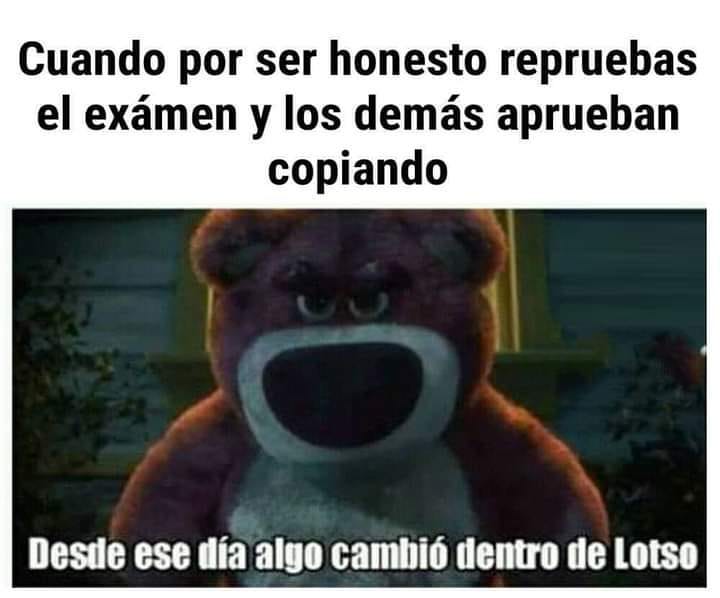 Cuando por ser honesto repruebas
el exámen y los demás aprueban
copiando
Desde ese día algo cambió dentro de Lotso